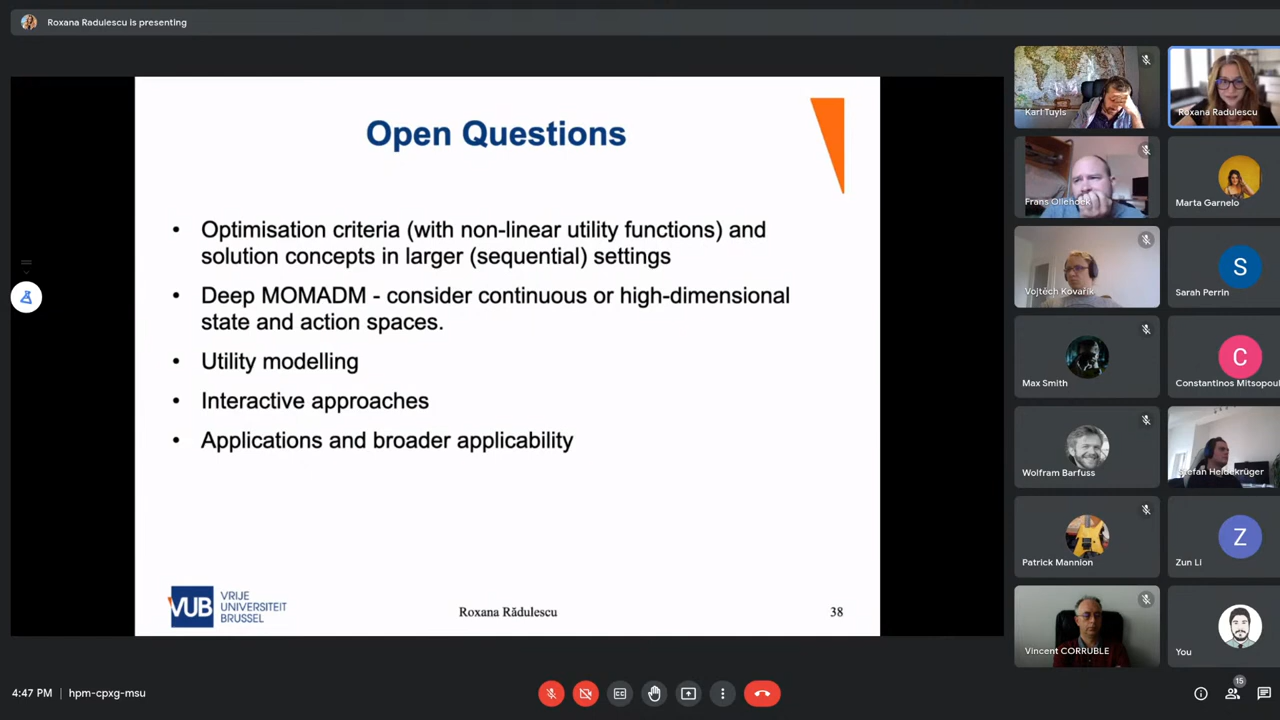 Roxana Radulescu is presenting
Open Questions
• Optimisation criteria (with non-linear utility functions) and
solution concepts in larger (sequential) settings
• Deep MOMADM - consider continuous or high-dimensional
state and action spaces.
• Utility modelling
• Interactive approaches
• Applications and broader applicability
VUB
VRIJE
UNIVERSITEIT
BRUSSEL
Roxana Rădulescu
38
Karl Tuyls
Roxana Radulescu
Frans Oliehoek
Marta Garnelo
Vojtěch Kovařík
S
Sarah Perrin
Max Smith
C
Constantinos Mitsopoul
Wolfram Barfuss
Stefan Heidekrüger
Patrick Mannion
Z
Zun Li
Vincent CORRUBLE
You
4:47 PM | hpm-cpxg-msu
CC
15